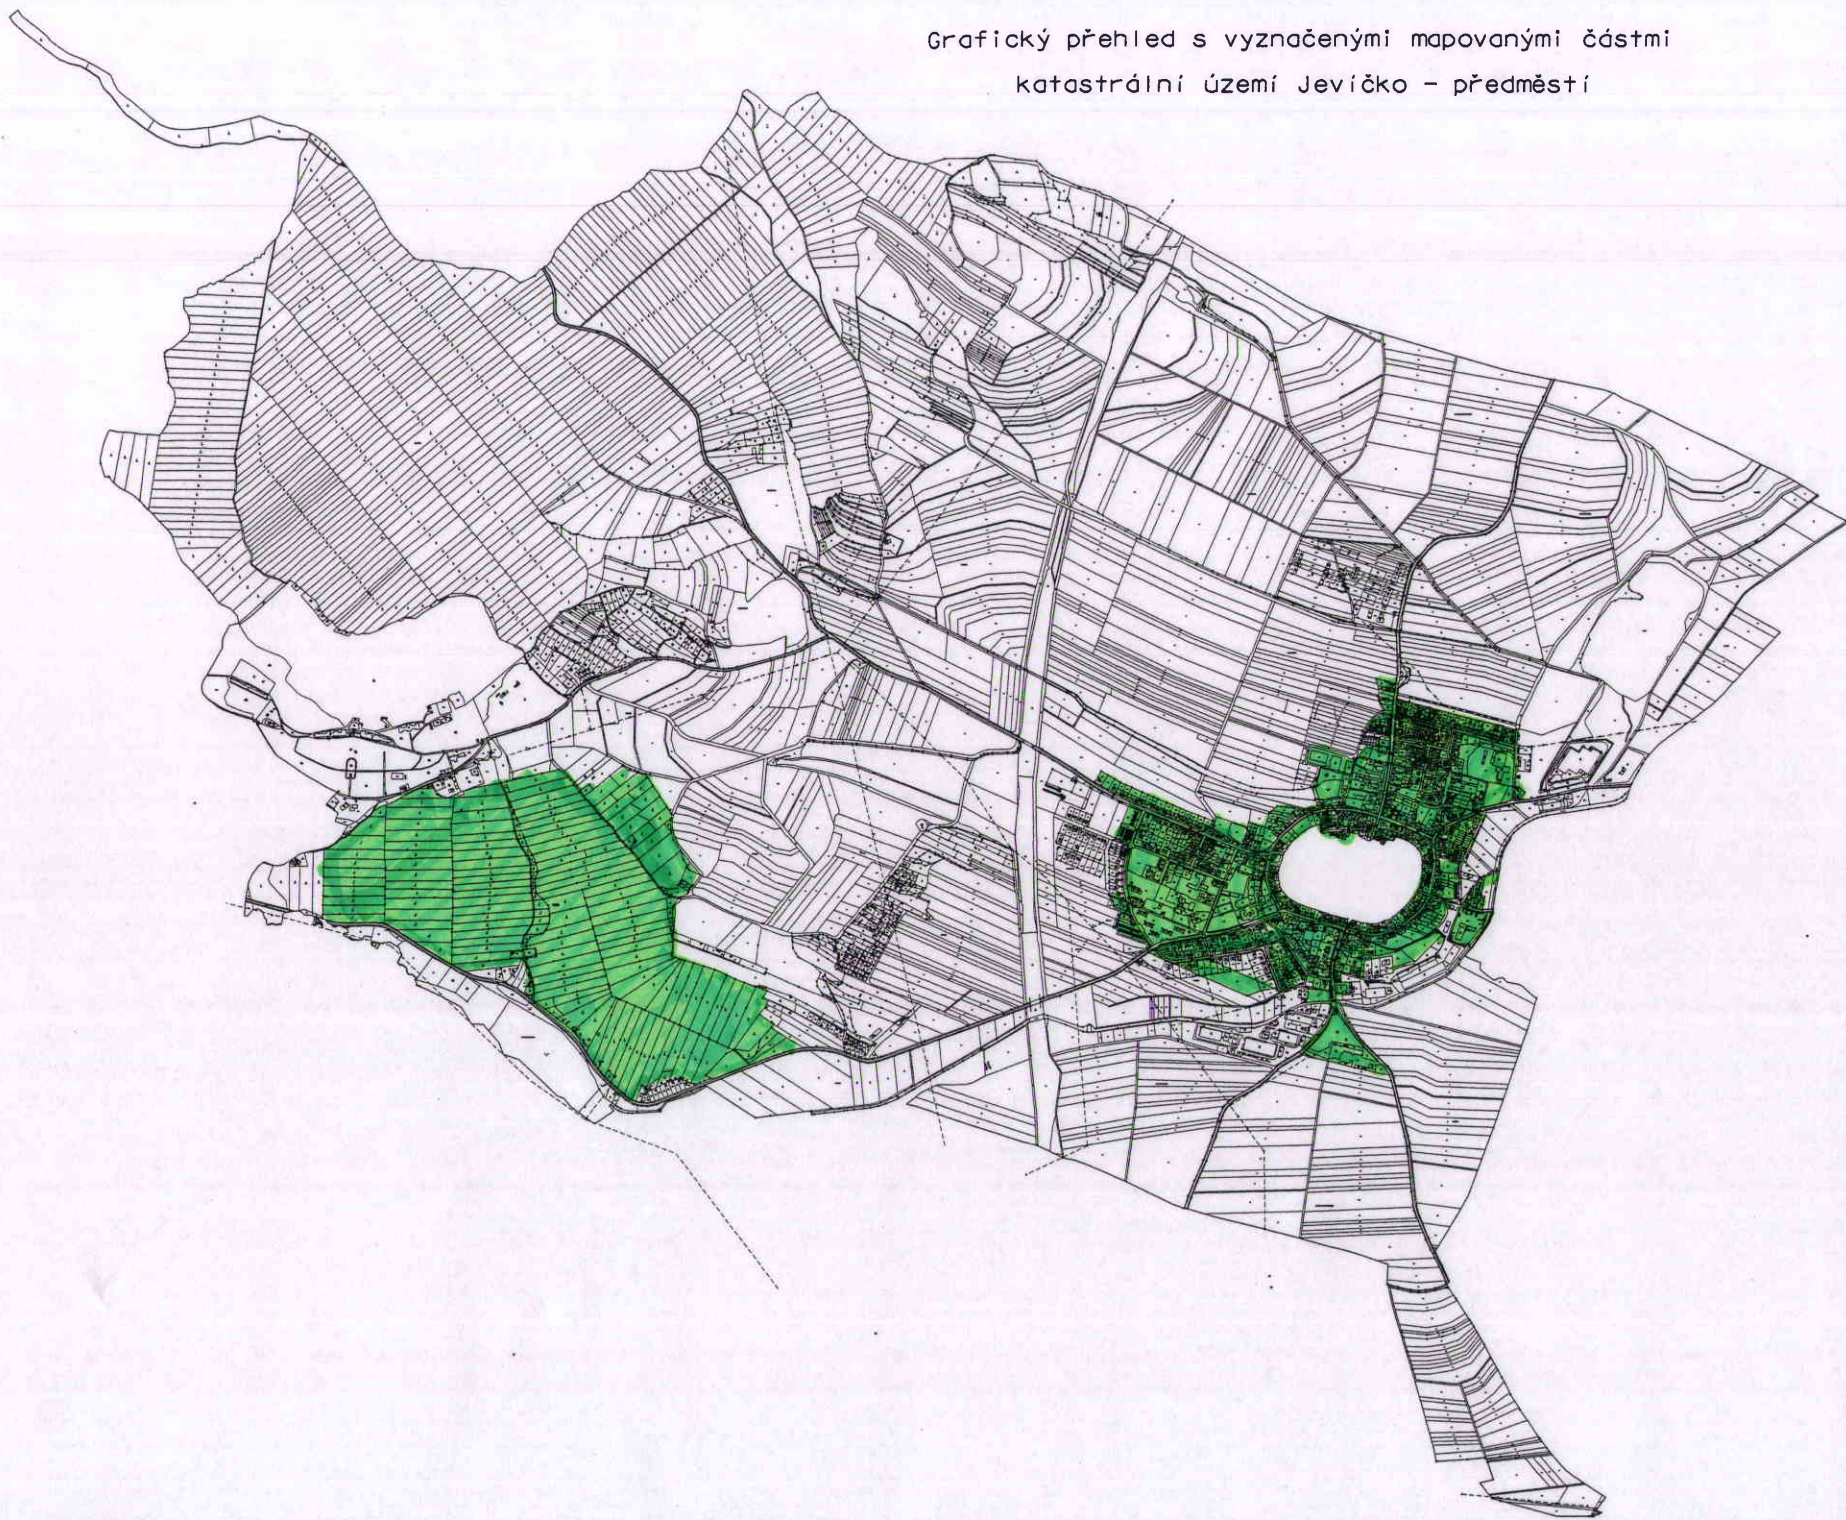 Grafický přehled s vyznačenými mapovanými částmi
katastrální území Jevíčko - předměstí